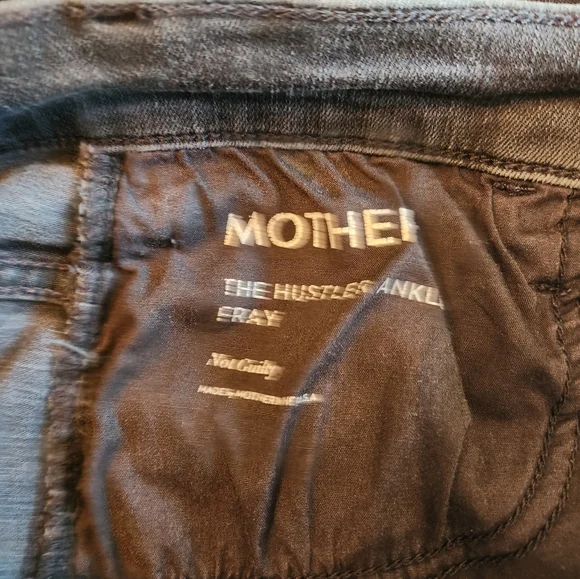 MOTHER
THE HUSTLER ANKLE
FRAY
Not Guilty